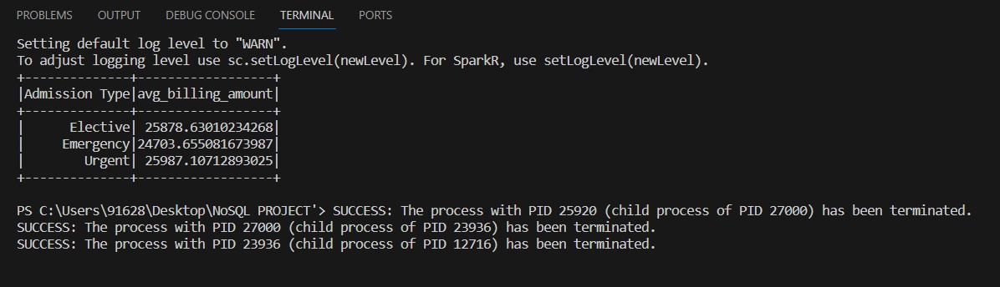 PROBLEMS OUTPUT DEBUG CONSOLE TERMINAL PORTS
Setting default log level to "WARN".
To adjust logging level use sc.setLogLevel(newLevel). For SparkR, use setLogLevel(newLevel).
+--------------+------------------+
|Admission Type|avg_billing_amount|
+--------------+------------------+
|      Elective| 25878.63010234268|
|     Emergency|24703.655081673987|
|        Urgent| 25987.10712893025|
+--------------+------------------+
PS C:\Users\91628\Desktop\NoSQL PROJECT'> SUCCESS: The process with PID 25920 (child process of PID 27000) has been terminated.
SUCCESS: The process with PID 27000 (child process of PID 23936) has been terminated.
SUCCESS: The process with PID 23936 (child process of PID 12716) has been terminated.